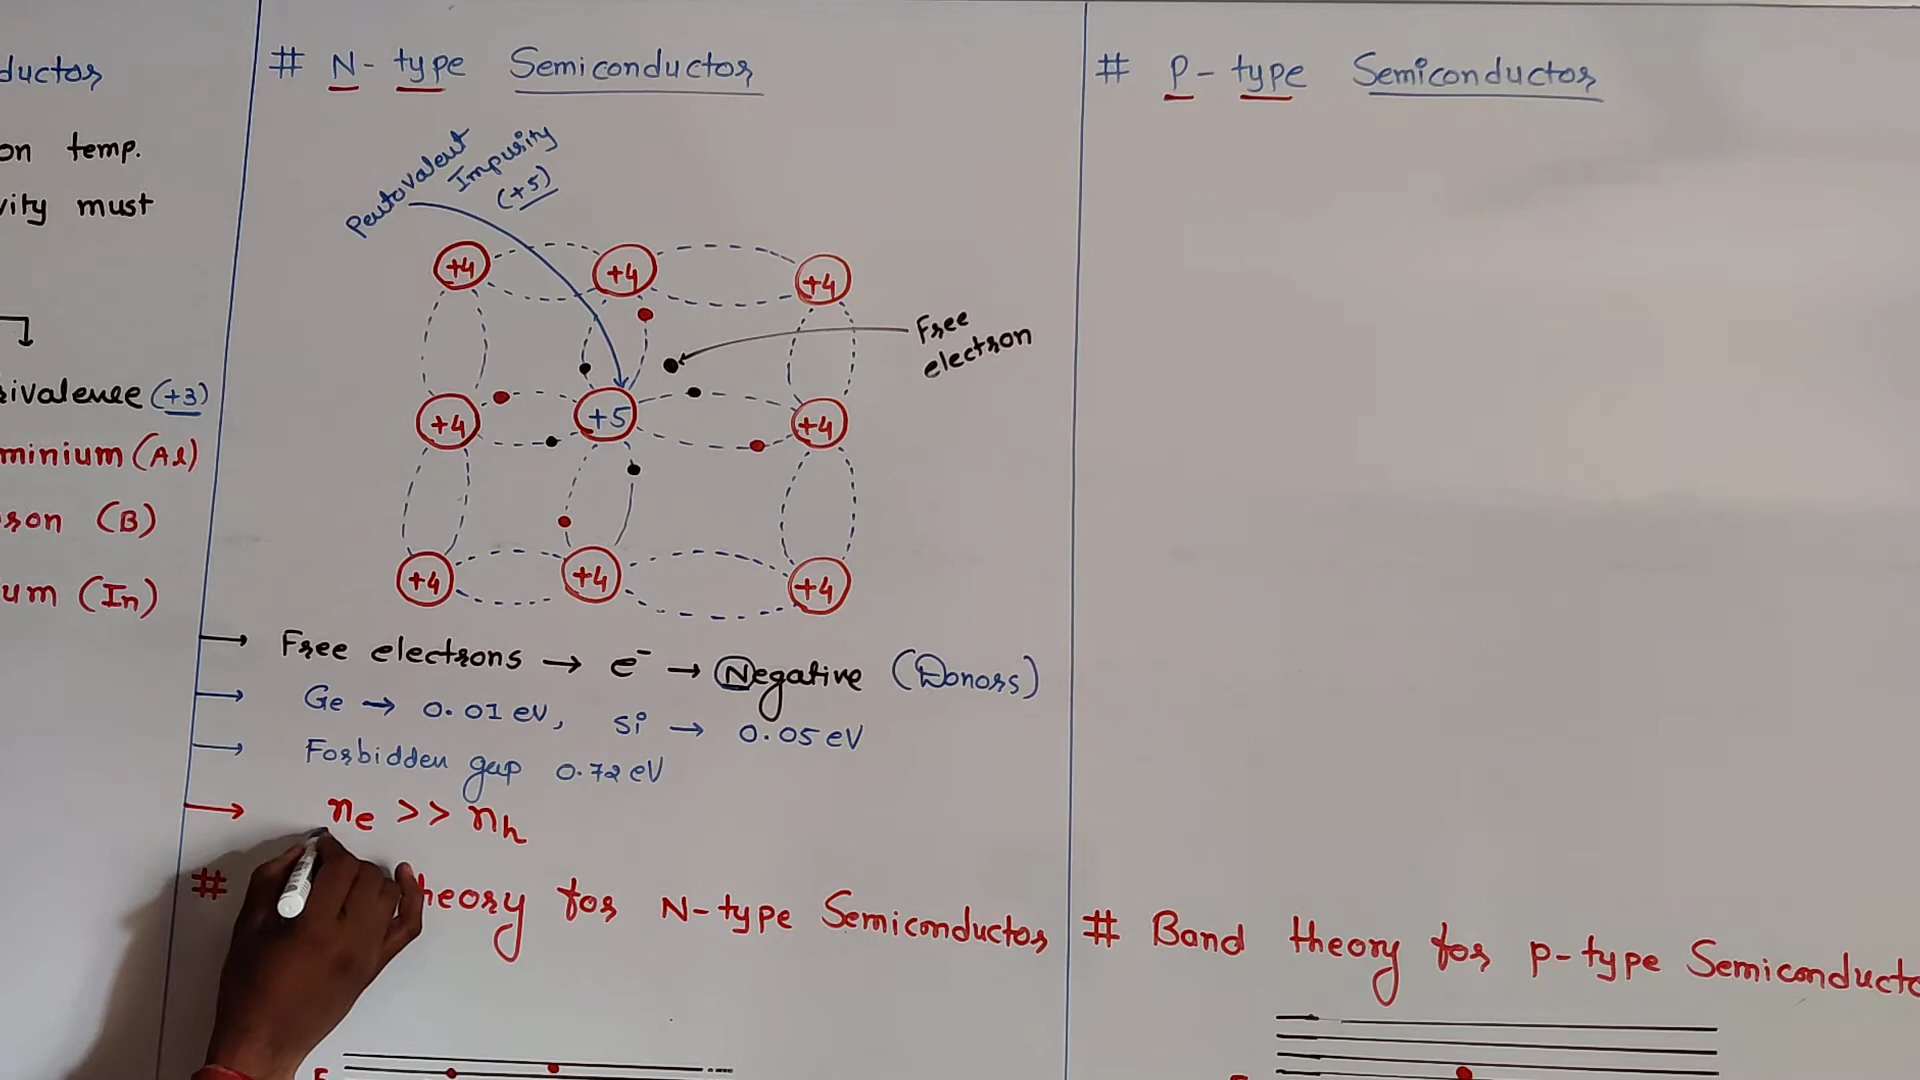 ductor
on temp.
vity must
rivalence (+3)
minium (Al)
ron (B)
um (In)
# N-type Semiconductor
Pentavalent
Impurity
(+5)
+4 +4 +4
Free
electron
+4 +5 +4
+4 +4 +4
→ Free electrons → e⁻ → Negative (Donors)
→ Ge → 0.01 eV, Si → 0.05 eV
→ Forbidden gap 0.72 eV
→ ne >> nh
# heory for N-type Semiconductor
# P-type Semiconductor
# Band theory for p-type Semiconducto